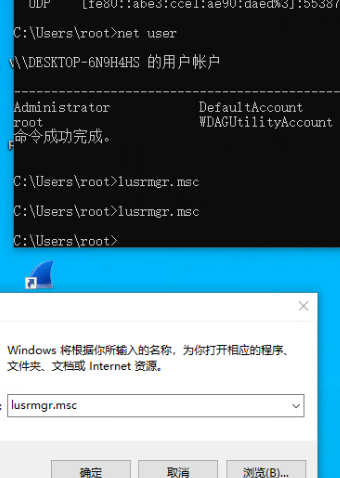 UDP [fe80::abe3:cce1:ae90:daed%3]:55387
C:\Users\root>net user
\\DESKTOP-6N9H4HS 的用户帐户
-------------------------------------------
Administrator DefaultAccount
root WDAGUtilityAccount
命令成功完成。
C:\Users\root>lusrmgr.msc
C:\Users\root>lusrmgr.msc
C:\Users\root>
Windows 将根据你所输入的名称，为你打开相应的程序、
文件夹、文档或 Internet 资源。
lusrmgr.msc
确定 取消 浏览(B)...